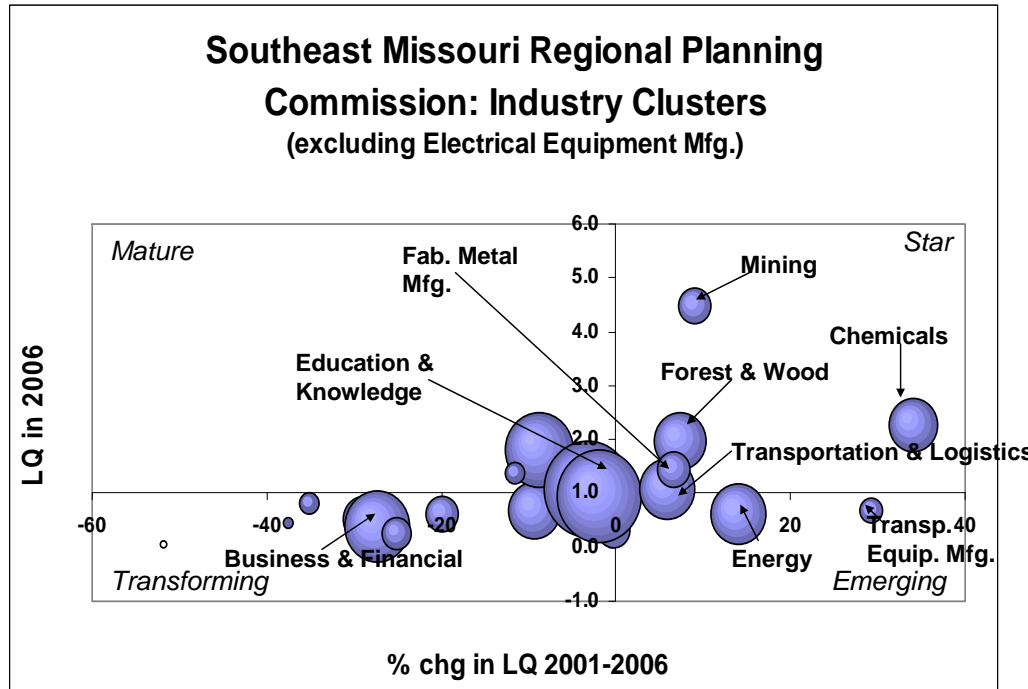 Southeast Missouri Regional Planning
Commission: Industry Clusters
(excluding Electrical Equipment Mfg.)
6.0
Mature
Fab. Metal
Mfg.
Star
5.0
Mining
4.0
Education &
Knowledge
Chemicals
3.0
Forest & Wood
2.0
Transportation & Logistics
1.0
-60
-40
-20
0
20
40
0.0
Business & Financial
Energy
Transp.
Equip. Mfg.
Transforming
Emerging
-1.0
LQ in 2006
% chg in LQ 2001-2006